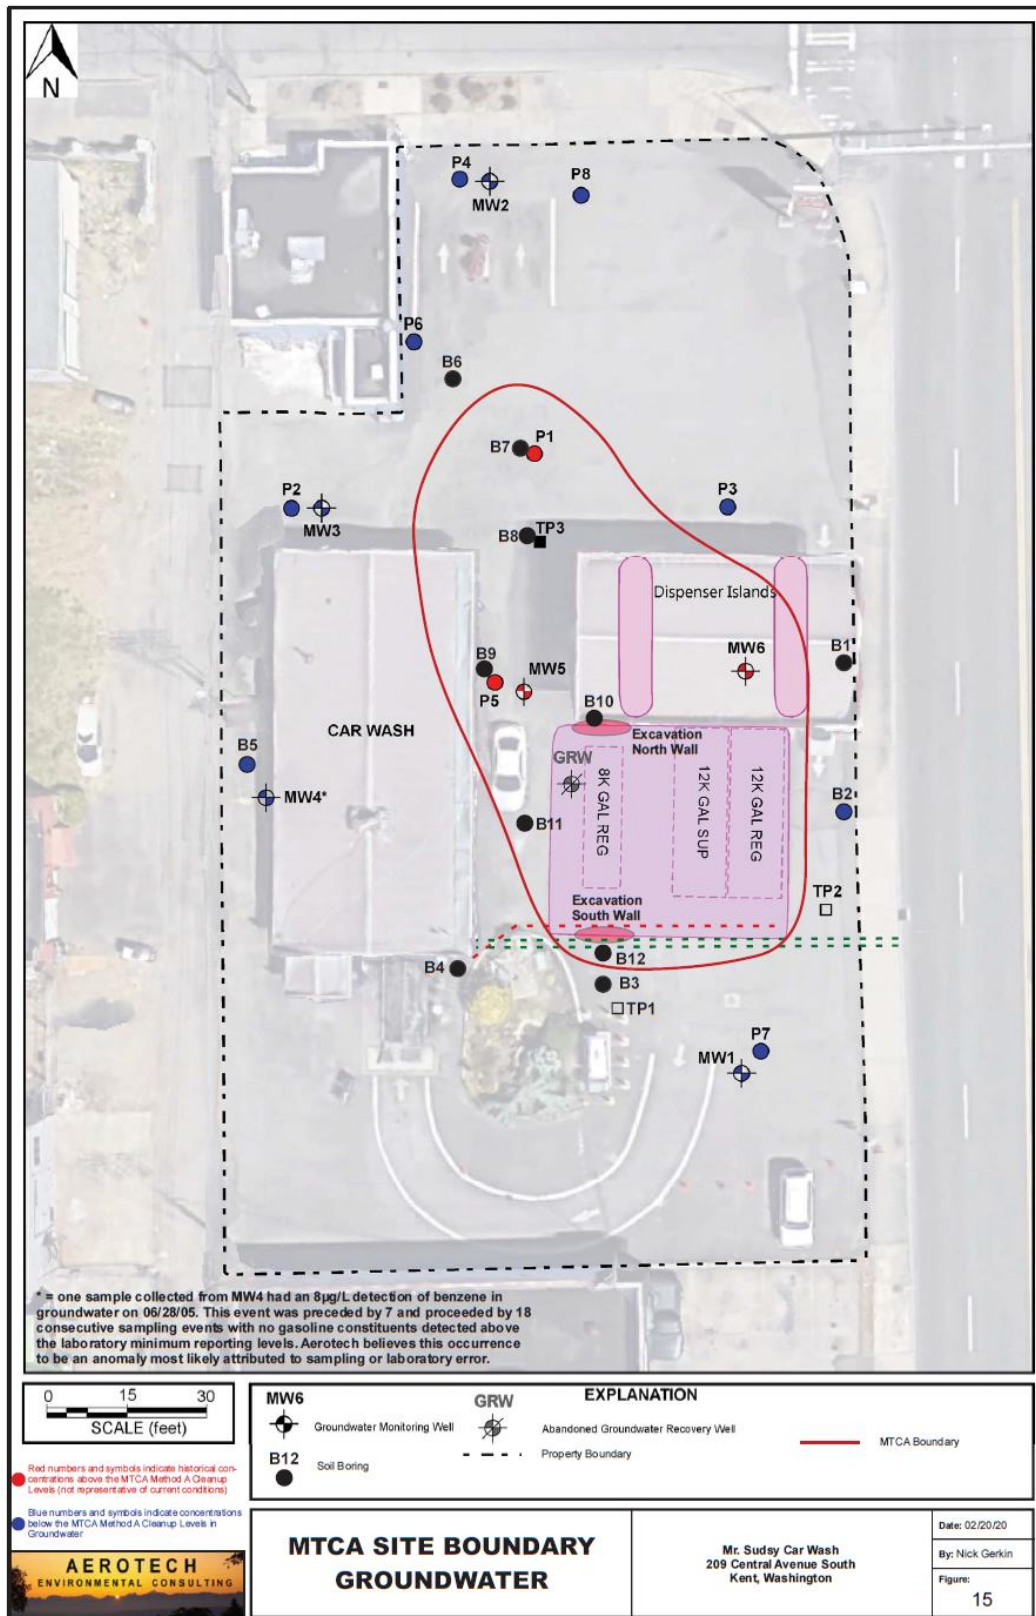 N
P4
MW2
P8
P6
B6
B7
P1
P2
MW3
P3
B8
TP3
Dispenser Islands
B9
P5
MW5
MW6
B1
B10
CAR WASH
Excavation
North Wall
GRW
8K GAL REG
12K GAL SUP
12K GAL REG
B5
MW4*
B2
B11
TP2
Excavation
South Wall
B4
B12
B3
TP1
P7
MW1
* = one sample collected from MW4 had an 8µg/L detection of benzene in
groundwater on 06/28/05. This event was preceded by 7 and proceeded by 18
consecutive sampling events with no gasoline constituents detected above
the laboratory minimum reporting levels. Aerotech believes this occurrence
to be an anomaly most likely attributed to sampling or laboratory error.
0 15 30
SCALE (feet)
Red numbers and symbols indicate historical con-
centrations above the MTCA Method A Cleanup
Levels (not representative of current conditions)
Blue numbers and symbols indicate concentrations
below the MTCA Method A Cleanup Levels in
Groundwater
AEROTECH
ENVIRONMENTAL CONSULTING
EXPLANATION
MW6
Groundwater Monitoring Well
GRW
Abandoned Groundwater Recovery Well
B12
Soil Boring
Property Boundary
MTCA Boundary
MTCA SITE BOUNDARY
GROUNDWATER
Mr. Sudsy Car Wash
209 Central Avenue South
Kent, Washington
Date: 02/20/20
By: Nick Gerkin
Figure:
15